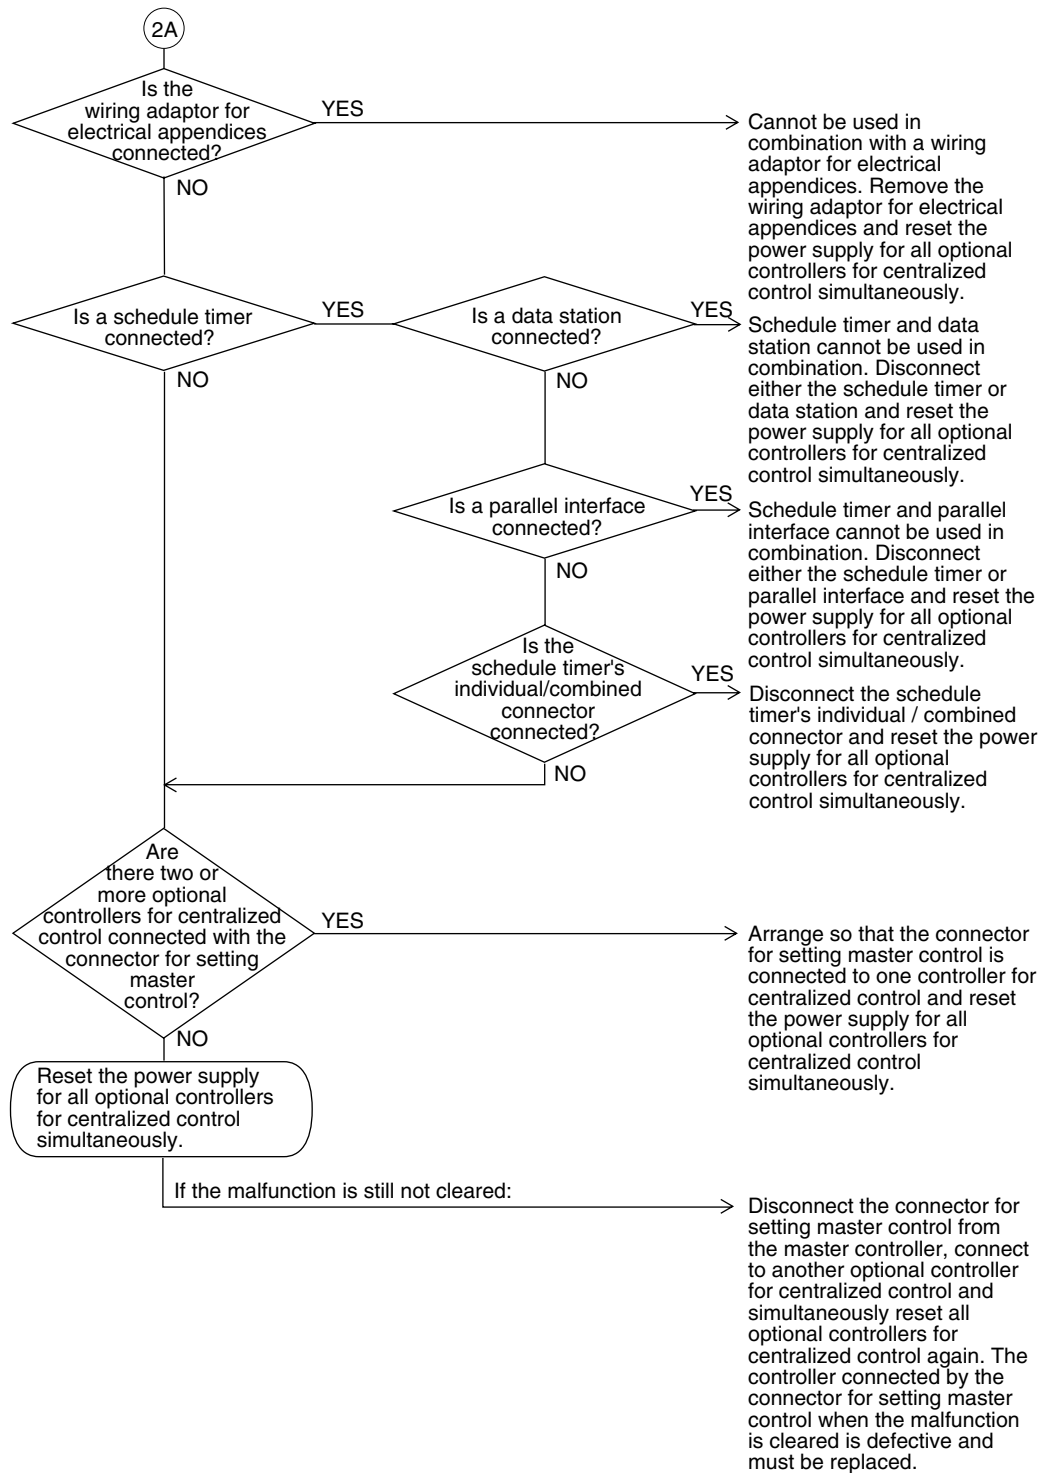 2A
Is the
wiring adaptor for
electrical appendices
connected?
YES
NO
Cannot be used in
combination with a wiring
adaptor for electrical
appendices. Remove the
wiring adaptor for electrical
appendices and reset the
power supply for all optional
controllers for centralized
control simultaneously.
Is a schedule timer
connected?
YES
NO
Is a data station
connected?
YES
NO
Schedule timer and data
station cannot be used in
combination. Disconnect
either the schedule timer or
data station and reset the
power supply for all optional
controllers for centralized
control simultaneously.
Is a parallel interface
connected?
YES
NO
Schedule timer and parallel
interface cannot be used in
combination. Disconnect
either the schedule timer or
parallel interface and reset the
power supply for all optional
controllers for centralized
control simultaneously.
Is the
schedule timer's
individual/combined
connector
connected?
YES
NO
Disconnect the schedule
timer's individual / combined
connector and reset the power
supply for all optional
controllers for centralized
control simultaneously.
Are
there two or
more optional
controllers for centralized
control connected with the
connector for setting
master
control?
YES
NO
Arrange so that the connector
for setting master control is
connected to one controller for
centralized control and reset
the power supply for all
optional controllers for
centralized control
simultaneously.
Reset the power supply
for all optional controllers
for centralized control
simultaneously.
If the malfunction is still not cleared:
Disconnect the connector for
setting master control from
the master controller, connect
to another optional controller
for centralized control and
simultaneously reset all
optional controllers for
centralized control again. The
controller connected by the
connector for setting master
control when the malfunction
is cleared is defective and
must be replaced.